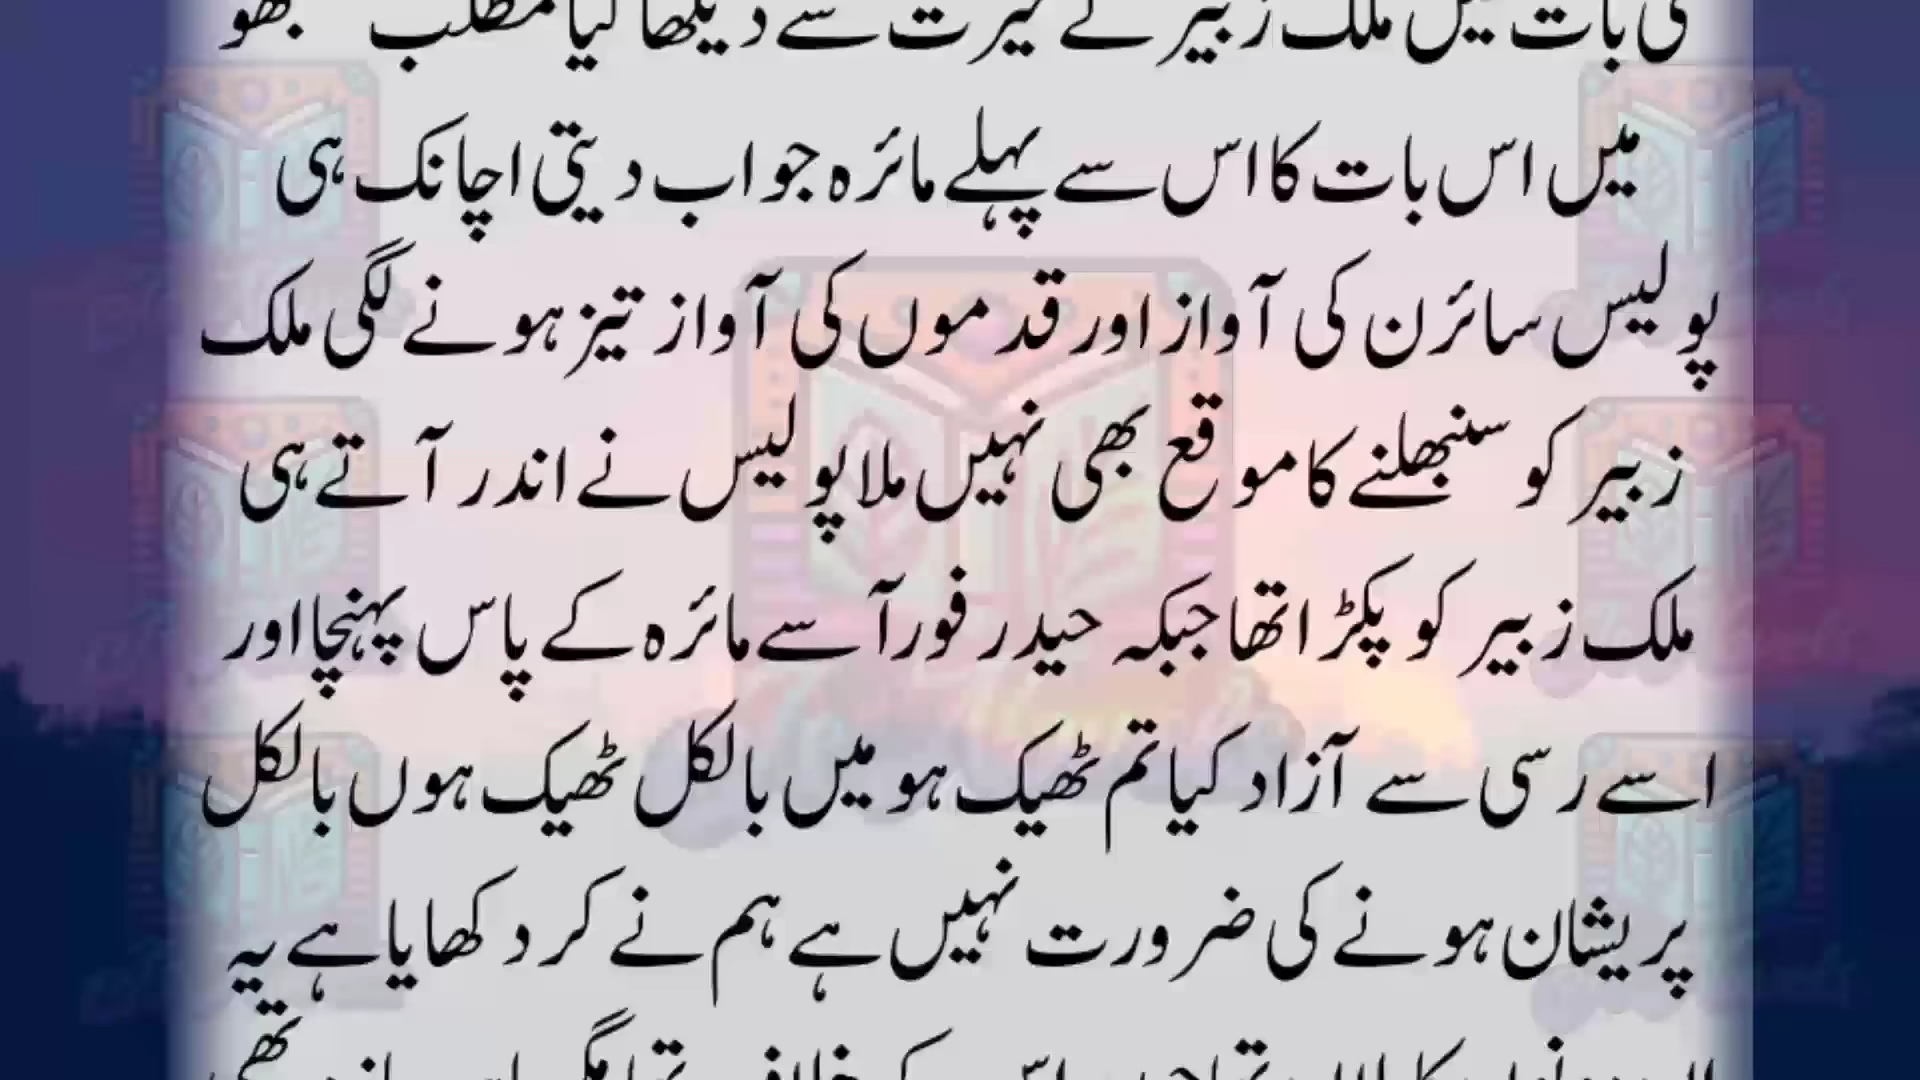 کی بات میں ملک زبیر نے حیرت سے دیکھا کیا مطلب
میں اس بات کا اس سے پہلے مائرہ جواب دیتی اچانک ہی
پولیس سائرن کی آواز اور قدموں کی آواز تیز ہونے لگی ملک
زبیر کو سنبھلنے کا موقع بھی نہیں ملا پولیس نے اندر آتے ہی
ملک زبیر کو پکڑا تھا جبکہ حیدر فورآ سے مائرہ کے پاس پہنچا اور
اسے رسی سے آزاد کیا تم ٹھیک ہو میں بالکل ٹھیک ہوں بالکل
پریشان ہونے کی ضرورت نہیں ہے ہم نے کر دکھایا ہے یہ